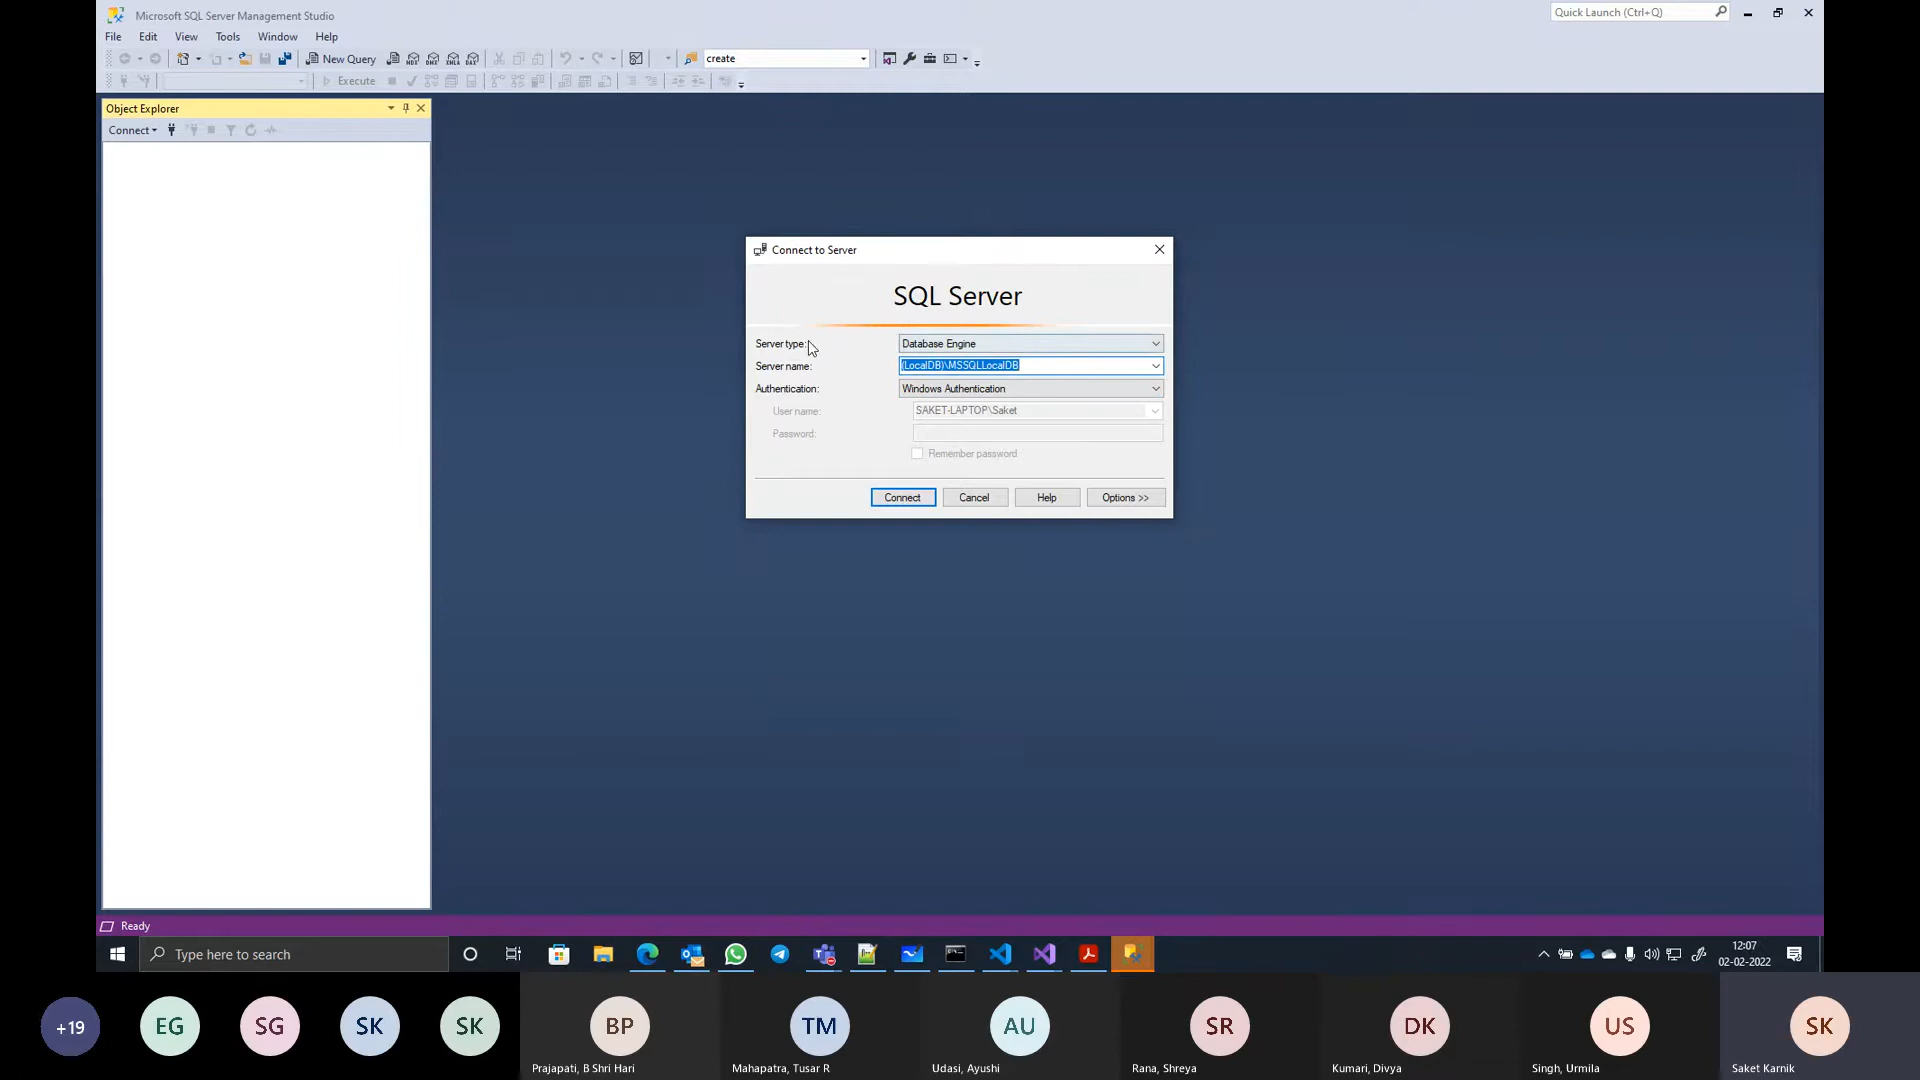 Microsoft SQL Server Management Studio
Quick Launch (Ctrl+Q)
File Edit View Tools Window Help
New Query
create
Execute
Object Explorer
Connect
Connect to Server
SQL Server
Server type:
Database Engine
Server name:
(LocalDB)\MSSQLLocalDB
Authentication:
Windows Authentication
User name:
SAKET-LAPTOP\Saket
Password:
Remember password
Connect
Cancel
Help
Options >>
Ready
Type here to search
12:07
02-02-2022
+19
EG
SG
SK
SK
BP
TM
AU
SR
DK
US
SK
Prajapati, B Shri Hari
Mahapatra, Tusar R
Udasi, Ayushi
Rana, Shreya
Kumari, Divya
Singh, Urmila
Saket Karnik